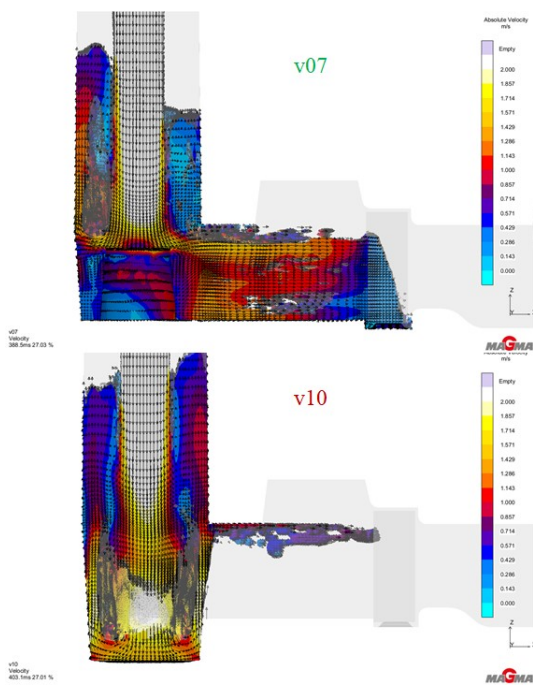 Absolute Velocity
m/s
v07
Empty
2.000
1.857
1.714
1.571
1.429
1.286
1.143
1.000
0.857
0.714
0.571
0.429
0.286
0.143
0.000
Z
v07
Velocity
388.5ms 27.03 %
MAGMA
m/s
v10
Empty
2.000
1.857
1.714
1.571
1.429
1.286
1.143
1.000
0.857
0.714
0.571
0.429
0.286
0.143
0.000
Z
v10
Velocity
403.1ms 27.01 %
MAGMA